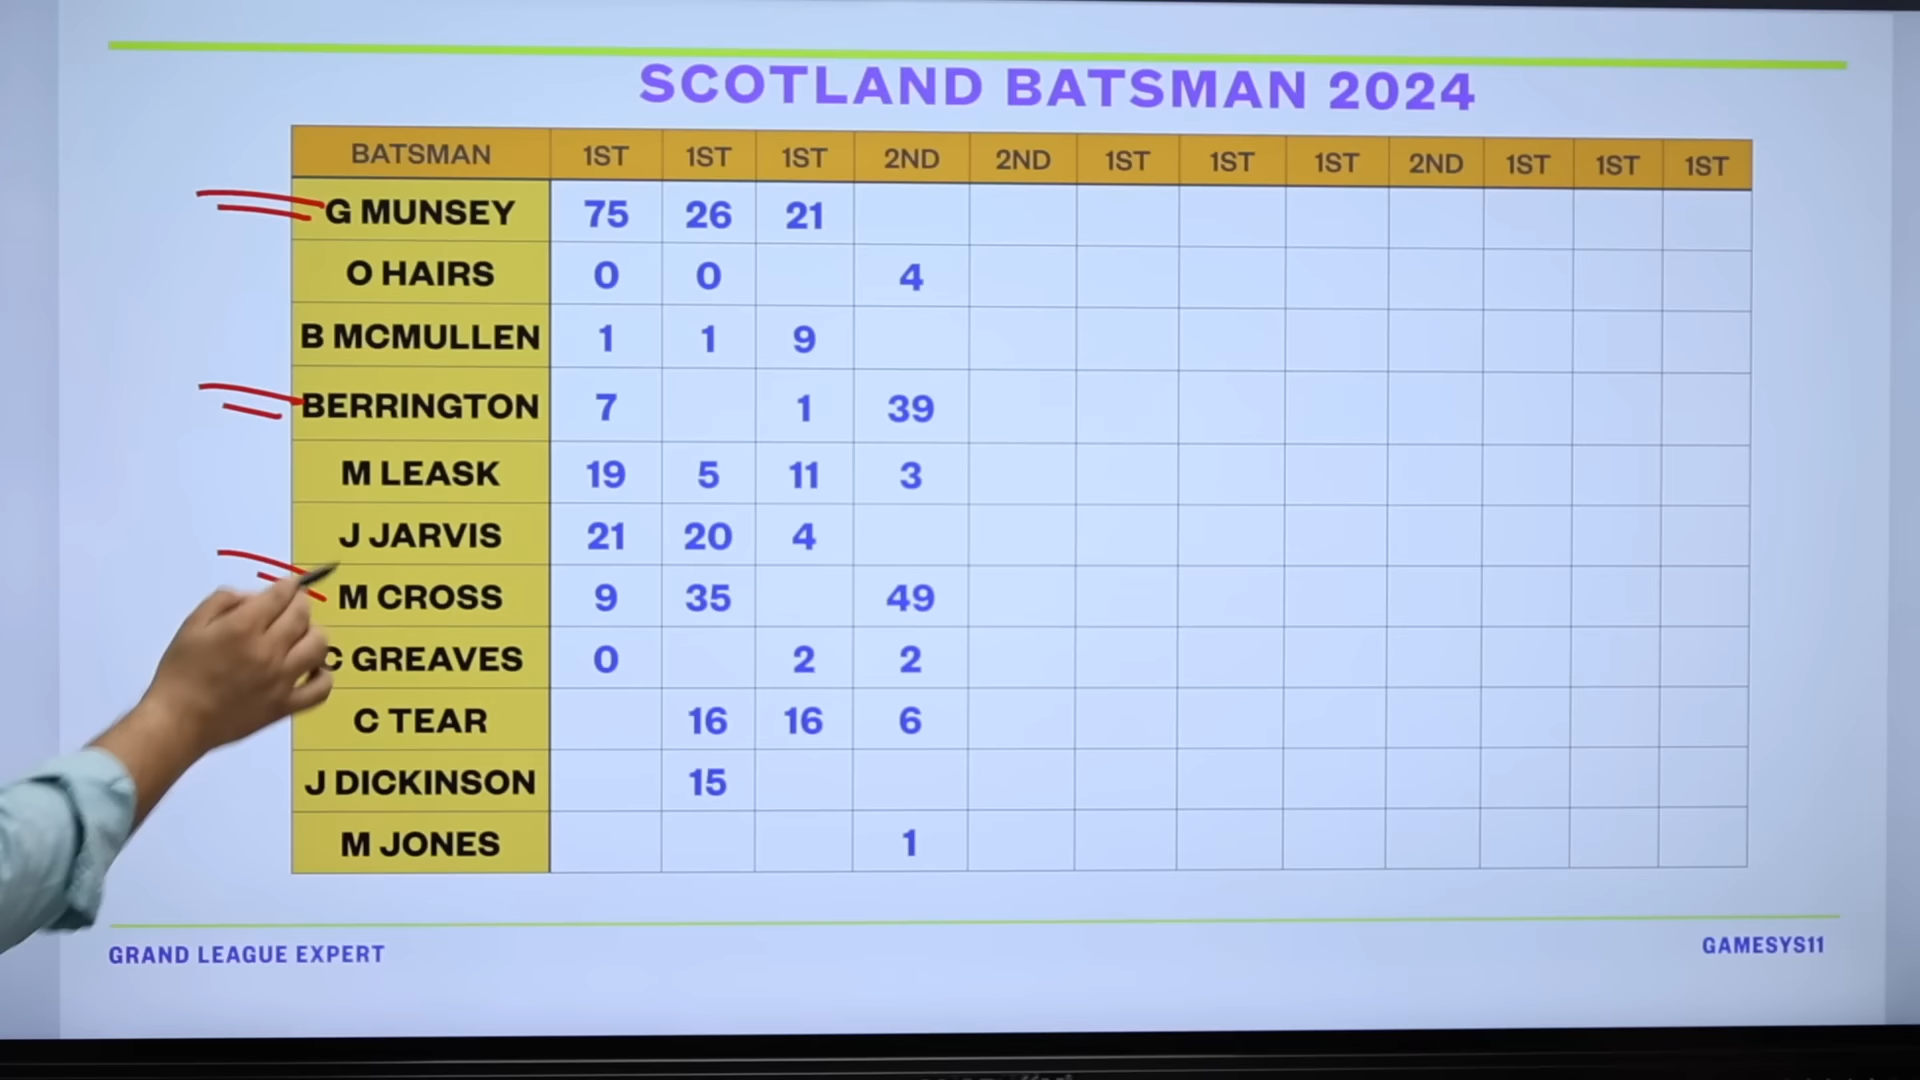 SCOTLAND BATSMAN 2024
BATSMAN 1ST 1ST 1ST 2ND 2ND 1ST 1ST 1ST 2ND 1ST 1ST 1ST
G MUNSEY 75 26 21
O HAIRS 0 0 4
B MCMULLEN 1 1 9
BERRINGTON 7 1 39
M LEASK 19 5 11 3
J JARVIS 21 20 4
M CROSS 9 35 49
C GREAVES 0 2 2
C TEAR 16 16 6
J DICKINSON 15
M JONES 1
GRAND LEAGUE EXPERT
GAMESYS11